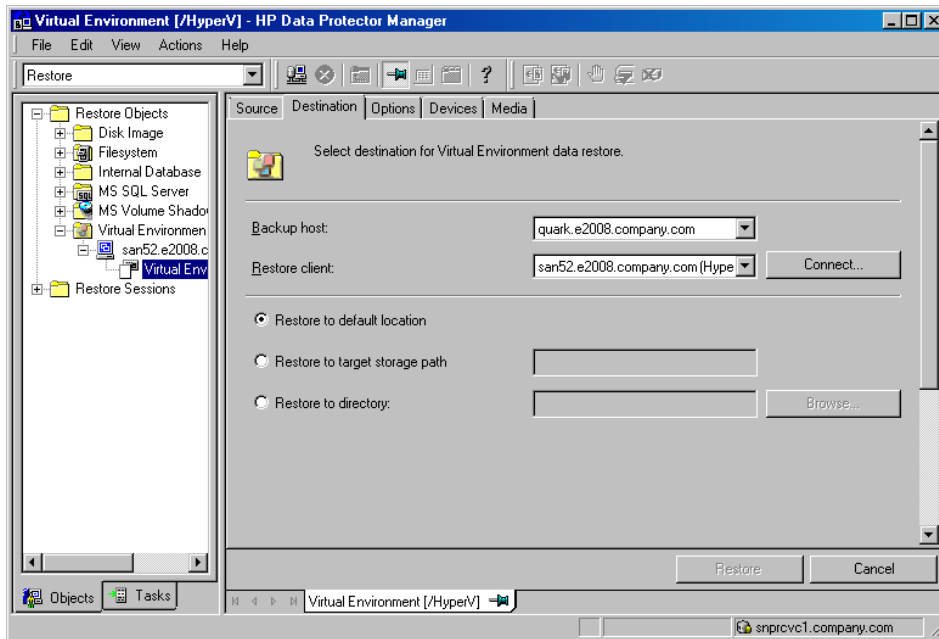 Virtual Environment [/HyperV] - HP Data Protector Manager
File Edit View Actions Help
Restore
Source Destination Options Devices Media
Restore Objects
Disk Image
Filesystem
Internal Database
MS SQL Server
MS Volume Shado
Virtual Environmen
san52.e2008.c
Virtual Env
Restore Sessions
Select destination for Virtual Environment data restore.
Backup host: quark.e2008.company.com
Restore client: san52.e2008.company.com (Hype Connect...
Restore to default location
Restore to target storage path
Restore to directory: Browse...
Restore Cancel
Objects Tasks
Virtual Environment [/HyperV]
snprcvc1.company.com